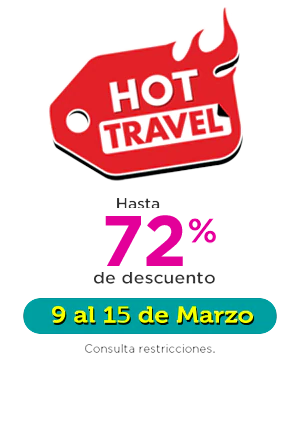 HOT
TRAVEL
Hasta
72%
de descuento
9 al 15 de Marzo
Consulta restricciones.